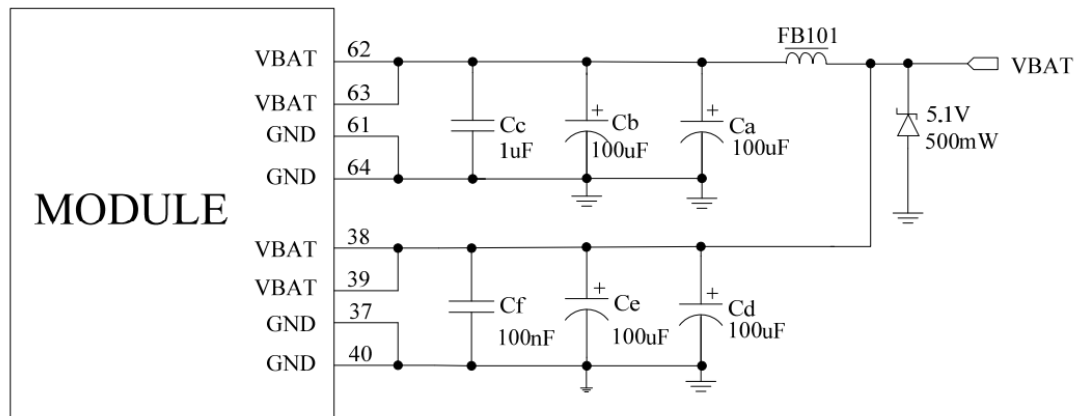 FB101
VBAT 62
VBAT
VBAT 63
GND 61
GND 64
Cc
1uF
Cb
100uF
Ca
100uF
5.1V
500mW
MODULE
VBAT 38
VBAT 39
GND 37
GND 40
Cf
100nF
Ce
100uF
Cd
100uF
+
+
+
+